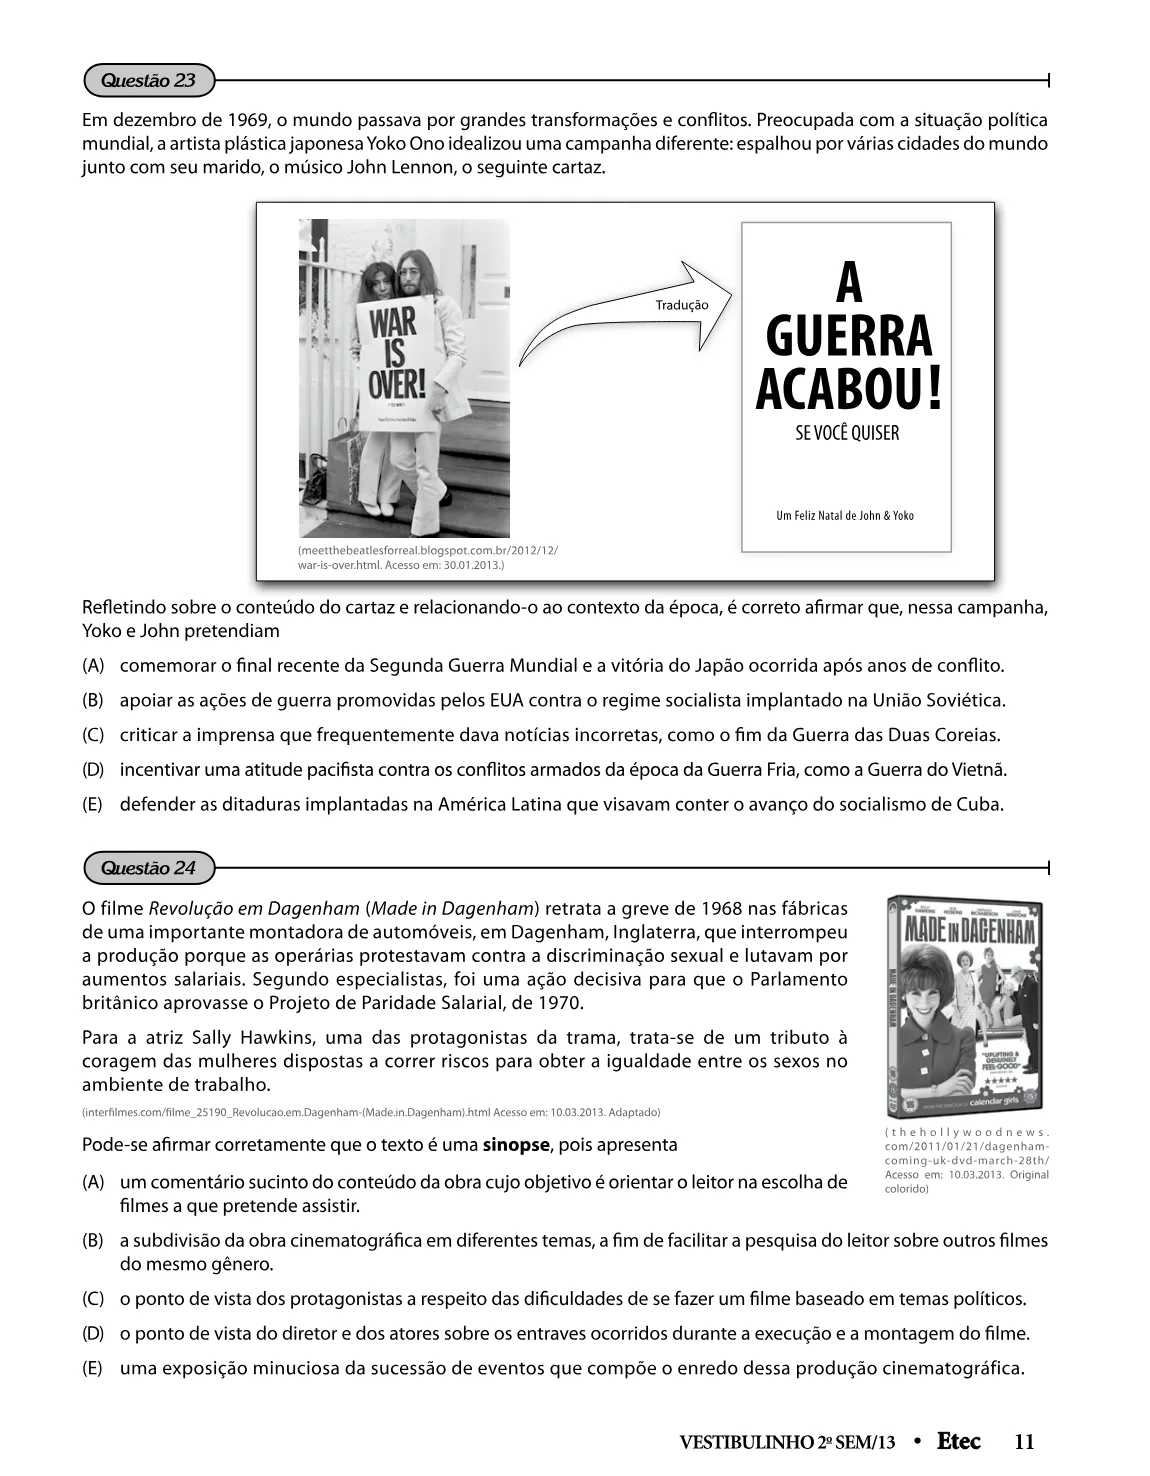 Questão 23
Em dezembro de 1969, o mundo passava por grandes transformações e conflitos. Preocupada com a situação política
mundial, a artista plástica japonesa Yoko Ono idealizou uma campanha diferente: espalhou por várias cidades do mundo
junto com seu marido, o músico John Lennon, o seguinte cartaz.
WAR
IS
OVER!
Tradução
A
GUERRA
ACABOU!
SE VOCÊ QUISER
Um Feliz Natal de John & Yoko
(meetthebeatlesforreal.blogspot.com.br/2012/12/
war-is-over.html. Acesso em: 30.01.2013.)
Refletindo sobre o conteúdo do cartaz e relacionando-o ao contexto da época, é correto afirmar que, nessa campanha,
Yoko e John pretendiam
(A) comemorar o final recente da Segunda Guerra Mundial e a vitória do Japão ocorrida após anos de conflito.
(B) apoiar as ações de guerra promovidas pelos EUA contra o regime socialista implantado na União Soviética.
(C) criticar a imprensa que frequentemente dava notícias incorretas, como o fim da Guerra das Duas Coreias.
(D) incentivar uma atitude pacifista contra os conflitos armados da época da Guerra Fria, como a Guerra do Vietnã.
(E) defender as ditaduras implantadas na América Latina que visavam conter o avanço do socialismo de Cuba.
Questão 24
O filme Revolução em Dagenham (Made in Dagenham) retrata a greve de 1968 nas fábricas
de uma importante montadora de automóveis, em Dagenham, Inglaterra, que interrompeu
a produção porque as operárias protestavam contra a discriminação sexual e lutavam por
aumentos salariais. Segundo especialistas, foi uma ação decisiva para que o Parlamento
britânico aprovasse o Projeto de Paridade Salarial, de 1970.
Para a atriz Sally Hawkins, uma das protagonistas da trama, trata-se de um tributo à
coragem das mulheres dispostas a correr riscos para obter a igualdade entre os sexos no
ambiente de trabalho.
(interfilmes.com/filme_25190_Revolucao.em.Dagenham-(Made.in.Dagenham).html Acesso em: 10.03.2013. Adaptado)
MADE IN DAGENHAM
MADE IN DAGENHAM
"UPLIFTING &
GENUINELY
FEEL-GOOD"
calendar girls
(thehollywoodnews.
com/2011/01/21/dagenham-
coming-uk-dvd-march-28th/
Acesso em: 10.03.2013. Original
colorido)
Pode-se afirmar corretamente que o texto é uma sinopse, pois apresenta
(A) um comentário sucinto do conteúdo da obra cujo objetivo é orientar o leitor na escolha de
filmes a que pretende assistir.
(B) a subdivisão da obra cinematográfica em diferentes temas, a fim de facilitar a pesquisa do leitor sobre outros filmes
do mesmo gênero.
(C) o ponto de vista dos protagonistas a respeito das dificuldades de se fazer um filme baseado em temas políticos.
(D) o ponto de vista do diretor e dos atores sobre os entraves ocorridos durante a execução e a montagem do filme.
(E) uma exposição minuciosa da sucessão de eventos que compõe o enredo dessa produção cinematográfica.
VESTIBULINHO 2º SEM/13 • Etec 11